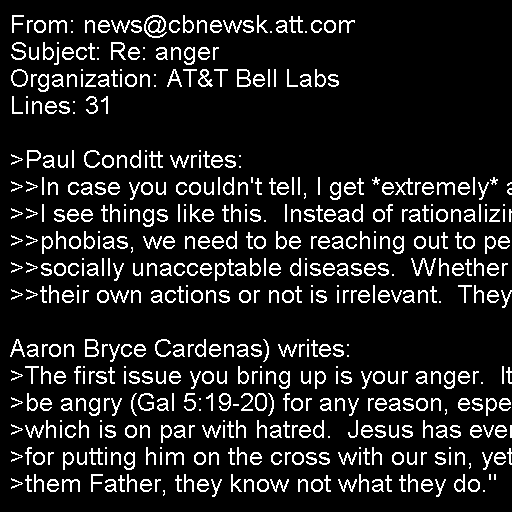 From: news@cbnewsk.att.com
Subject: Re: anger
Organization: AT&T Bell Labs
Lines: 31

>Paul Conditt writes:
>>In case you couldn't tell, I get *extremely* a
>>I see things like this.  Instead of rationalizin
>>phobias, we need to be reaching out to pe
>>socially unacceptable diseases.  Whether
>>their own actions or not is irrelevant.  They

Aaron Bryce Cardenas) writes:
>The first issue you bring up is your anger.  It
>be angry (Gal 5:19-20) for any reason, espe
>which is on par with hatred.  Jesus has ever
>for putting him on the cross with our sin, yet
>them Father, they know not what they do."